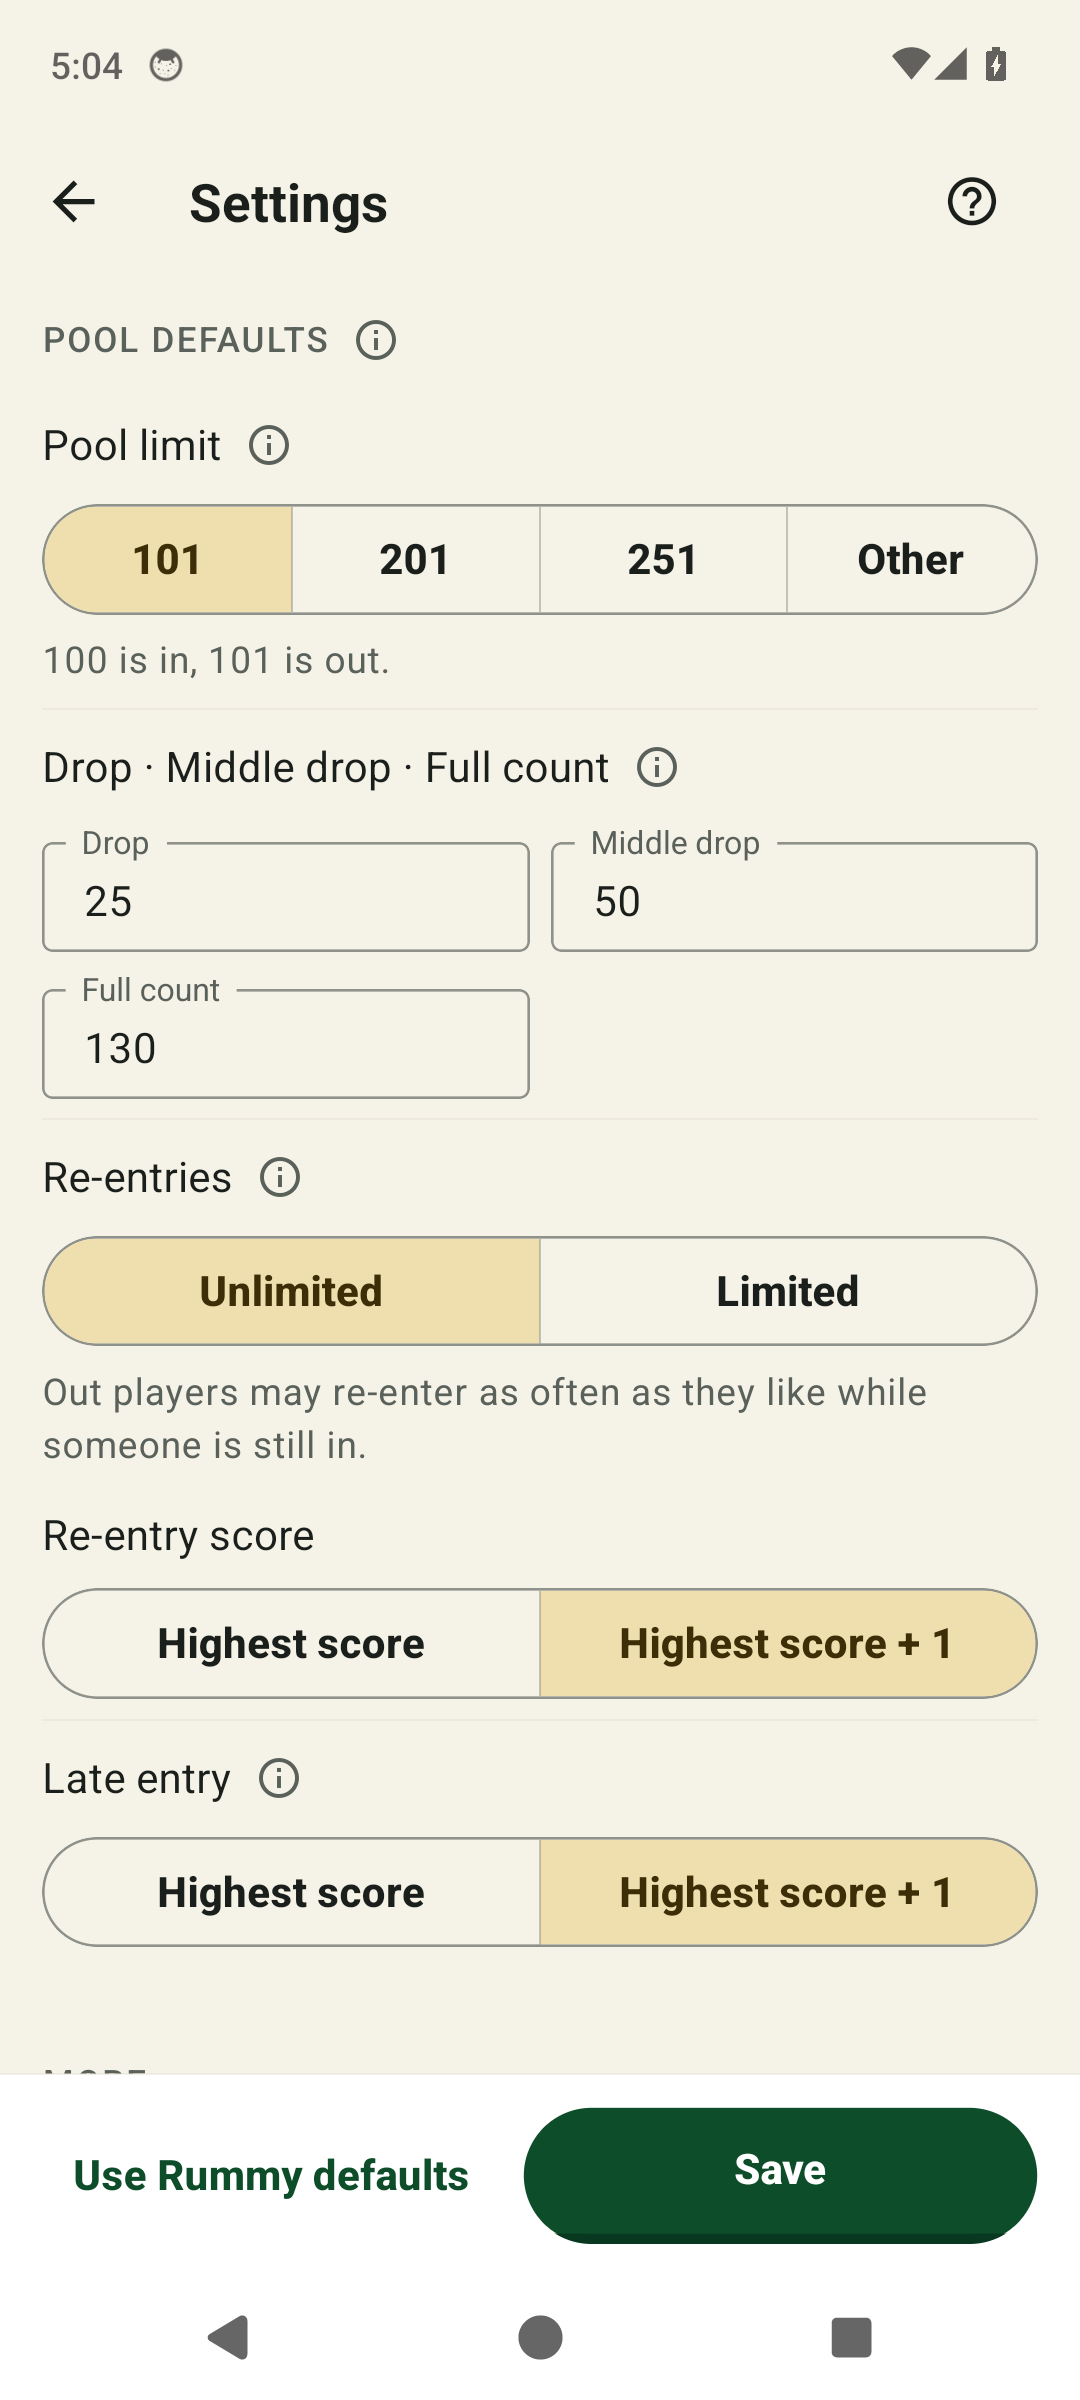 5:04
Settings
POOL DEFAULTS
Pool limit
101 201 251 Other
100 is in, 101 is out.
Drop · Middle drop · Full count
Drop Middle drop
25 50
Full count
130
Re-entries
Unlimited Limited
Out players may re-enter as often as they like while
someone is still in.
Re-entry score
Highest score Highest score + 1
Late entry
Highest score Highest score + 1
Use Rummy defaults Save